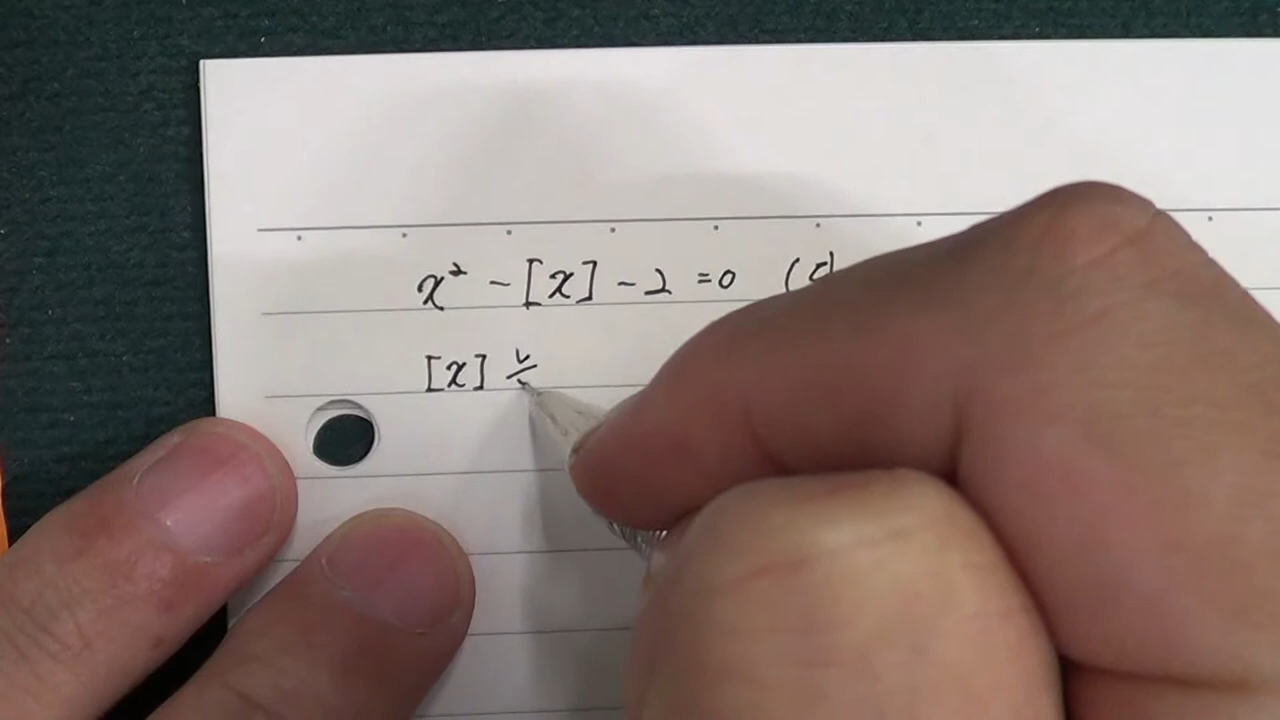 x² - [x] - 2 = 0
[x]